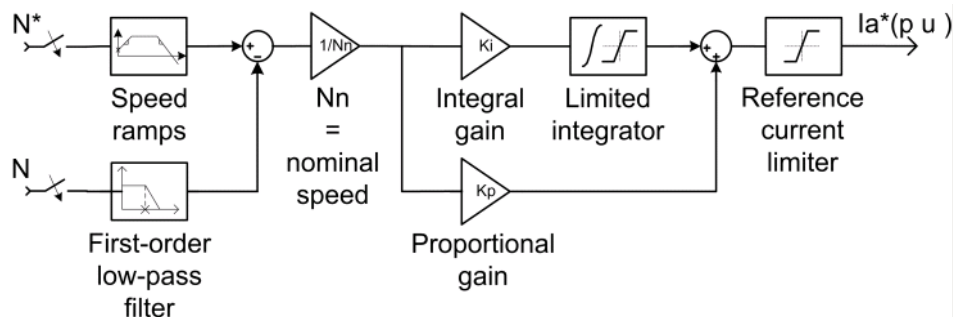 N*
Ia*(p u )
+
-
1/Nn
Ki
+
+
Speed
ramps
Nn
=
nominal
speed
Integral
gain
Limited
integrator
Reference
current
limiter
N
Kp
First-order
low-pass
filter
Proportional
gain